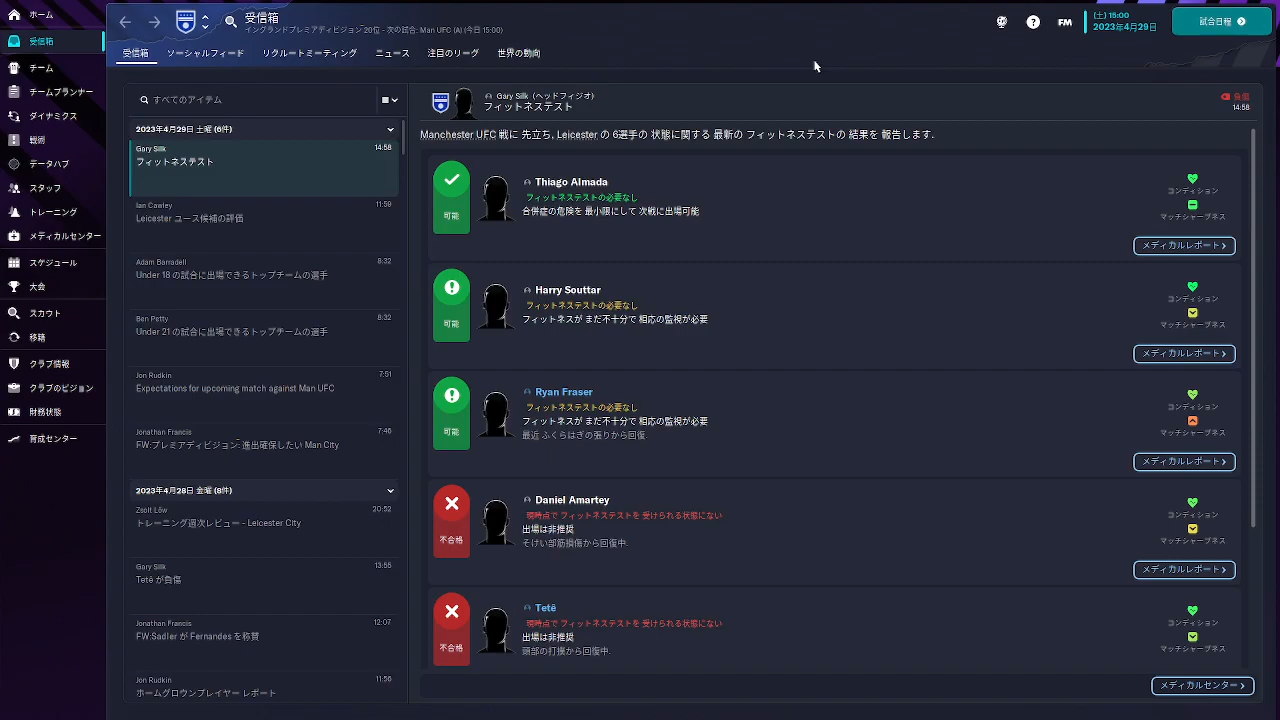 ホーム
受信箱
チーム
チームプランナー
ダイナミクス
戦術
データハブ
スタッフ
トレーニング
メディカルセンター
スケジュール
大会
スカウト
移籍
クラブ情報
クラブのビジョン
財務状態
育成センター
受信箱
イングランドプレミアディビジョン 20位 - 次の試合: Man UFC (A) (今日 15:00)
FM
(土) 15:00
2023年4月29日
試合日程
受信箱
ソーシャルフィード
リクルートミーティング
ニュース
注目のリーグ
世界の動向
すべてのアイテム
2023年4月29日 土曜 (6件)
Gary Silk
14:58
フィットネステスト
Ian Cawley
11:59
Leicester ユース候補の評価
Adam Barradell
8:32
Under 18 の試合に出場できるトップチームの選手
Ben Petty
8:32
Under 21 の試合に出場できるトップチームの選手
Jon Rudkin
7:51
Expectations for upcoming match against Man UFC
Jonathan Francis
7:46
FW:プレミアディビジョン: 進出確保したい Man City
2023年4月28日 金曜 (8件)
Zsolt Lőw
20:52
トレーニング週次レビュー - Leicester City
Gary Silk
13:55
Tetê が負傷
Jonathan Francis
12:07
FW:Sadler が Fernandes を称賛
Jon Rudkin
11:56
ホームグロウンプレイヤー レポート
Gary Silk (ヘッドフィジオ)
フィットネステスト
負傷
14:58
Manchester UFC 戦に 先立ち, Leicester の 6選手の 状態に関する 最新の フィットネステストの 結果を 報告します.
可能
Thiago Almada
フィットネステストの必要なし
合併症の危険を 最小限にして 次戦に出場可能
コンディション
マッチシャープネス
メディカルレポート
可能
Harry Souttar
フィットネステストの必要なし
フィットネスが まだ不十分で 相応の監視が必要
コンディション
マッチシャープネス
メディカルレポート
可能
Ryan Fraser
フィットネステストの必要なし
フィットネスが まだ不十分で 相応の監視が必要
最近 ふくらはぎの張りから回復.
コンディション
マッチシャープネス
メディカルレポート
不合格
Daniel Amartey
現時点で フィットネステストを 受けられる状態にない
出場は非推奨
そけい部筋損傷から回復中.
コンディション
マッチシャープネス
メディカルレポート
不合格
Tetê
現時点で フィットネステストを 受けられる状態にない
出場は非推奨
頭部の打撲から回復中.
コンディション
マッチシャープネス
メディカルセンター